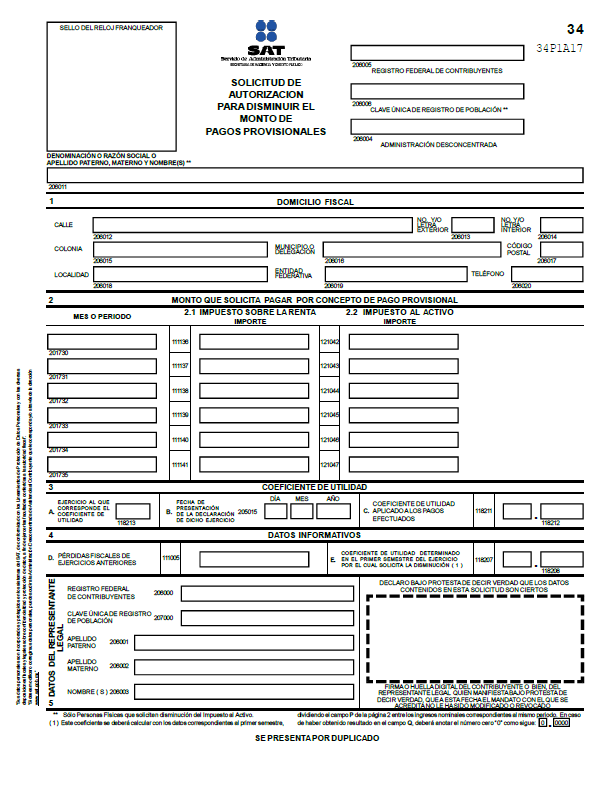 SELLO DEL RELOJ FRANQUEADOR
SAT
Servicio de Administración Tributaria
SECRETARIA DE HACIENDA Y CREDITO PUBLICO
34
34P1A17
SOLICITUD DE
AUTORIZACION
PARA DISMINUIR EL
MONTO DE
PAGOS PROVISIONALES
206005
REGISTRO FEDERAL DE CONTRIBUYENTES
206006
CLAVE ÚNICA DE REGISTRO DE POBLACIÓN **
206004
ADMINISTRACIÓN DESCONCENTRADA
DENOMINACIÓN O RAZÓN SOCIAL O
APELLIDO PATERNO, MATERNO Y NOMBRE(S) **
206011
1 DOMICILIO FISCAL
CALLE
206012
NO. Y/O LETRA EXTERIOR
206013
NO. Y/O LETRA INTERIOR
206014
COLONIA
206015
MUNICIPIO O DELEGACIÓN
206016
CÓDIGO POSTAL
206017
LOCALIDAD
206018
ENTIDAD FEDERATIVA
206019
TELÉFONO
206020
2 MONTO QUE SOLICITA PAGAR POR CONCEPTO DE PAGO PROVISIONAL
MES O PERIODO
2.1 IMPUESTO SOBRE LA RENTA
IMPORTE
2.2 IMPUESTO AL ACTIVO
IMPORTE
111136 121042
201730
111137 121043
201731
111138 121044
201732
111139 121045
201733
111140 121046
201734
111141 121047
201735
3 COEFICIENTE DE UTILIDAD
A. EJERCICIO AL QUE
CORRESPONDE EL
COEFICIENTE DE
UTILIDAD
118213
B. FECHA DE
PRESENTACIÓN
DE LA DECLARACIÓN
DE DICHO EJERCICIO
205015
DÍA MES AÑO
C. COEFICIENTE DE UTILIDAD
APLICADO A LOS PAGOS
EFECTUADOS
118211
.
118212
4 DATOS INFORMATIVOS
D. PÉRDIDAS FISCALES DE
EJERCICIOS ANTERIORES
111005
E. COEFICIENTE DE UTILIDAD DETERMINADO
EN EL PRIMER SEMESTRE DEL EJERCICIO
POR EL CUAL SOLICITA LA DISMINUCIÓN ( 1 )
118207
.
118208
5 DATOS DEL REPRESENTANTE
LEGAL
REGISTRO FEDERAL
DE CONTRIBUYENTES
206000
CLAVE ÚNICA DE REGISTRO
DE POBLACIÓN
207000
APELLIDO
PATERNO
206001
APELLIDO
MATERNO
206002
NOMBRE ( S ) 206003
DECLARO BAJO PROTESTA DE DECIR VERDAD QUE LOS DATOS
CONTENIDOS EN ESTA SOLICITUD SON CIERTOS
FIRMA O HUELLA DIGITAL DEL CONTRIBUYENTE O BIEN, DEL
REPRESENTANTE LEGAL QUIEN MANIFIESTA BAJO PROTESTA DE
DECIR VERDAD, QUE A ESTA FECHA EL MANDATO CON EL QUE SE
ACREDITA NO LE HA SIDO MODIFICADO O REVOCADO
** Sólo Personas Físicas que soliciten disminución del Impuesto al Activo.
( 1 ) Este coeficiente se deberá calcular con los datos correspondientes al primer semestre,
dividiendo el campo P de la página 2 entre los ingresos nominales correspondientes al mismo periodo. En caso
de haber obtenido resultado en el campo Q, deberá anotar el número cero "0" como sigue: 0 . 0000
SE PRESENTA POR DUPLICADO